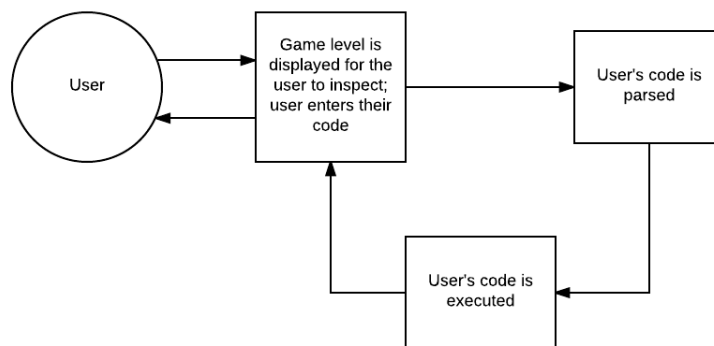 User
Game level is
displayed for the
user to inspect;
user enters their
code
User's code is
parsed
User's code is
executed